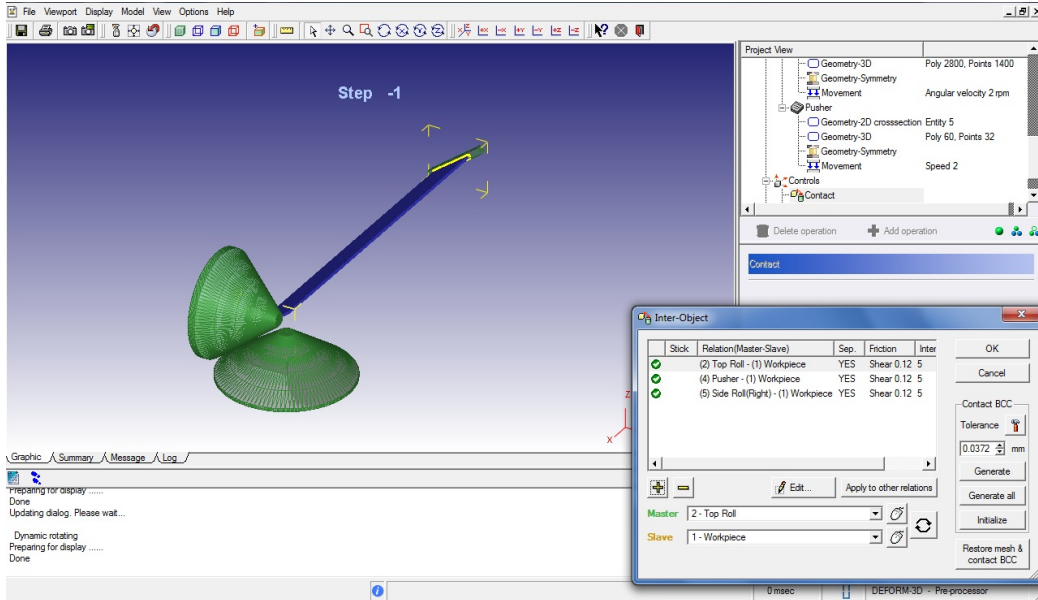 File Viewport Display Model View Options Help
Project View
Step -1
Geometry-3D Poly 2800, Points 1400
Geometry-Symmetry
Movement Angular velocity 2 rpm
Pusher
Geometry-2D crosssection Entity 5
Geometry-3D Poly 60, Points 32
Geometry-Symmetry
Movement Speed 2
Controls
Contact
Delete operation Add operation
Contact
Inter-Object
Stick Relation(Master-Slave) Sep. Friction Inter
(2) Top Roll - (1) Workpiece YES Shear 0.12 5
(4) Pusher - (1) Workpiece YES Shear 0.12 5
(5) Side Roll(Right) - (1) Workpiece YES Shear 0.12 5
OK
Cancel
Contact BCC
Tolerance
0.0372 mm
Generate
Generate all
Initialize
Restore mesh &
contact BCC
Edit... Apply to other relations
Master 2 - Top Roll
Slave 1 - Workpiece
Z
X
Graphic Summary Message Log
Preparing for display ......
Done
Updating dialog. Please wait...
Dynamic rotating
Preparing for display ......
Done
0 msec DEFORM-3D - Pre-processor